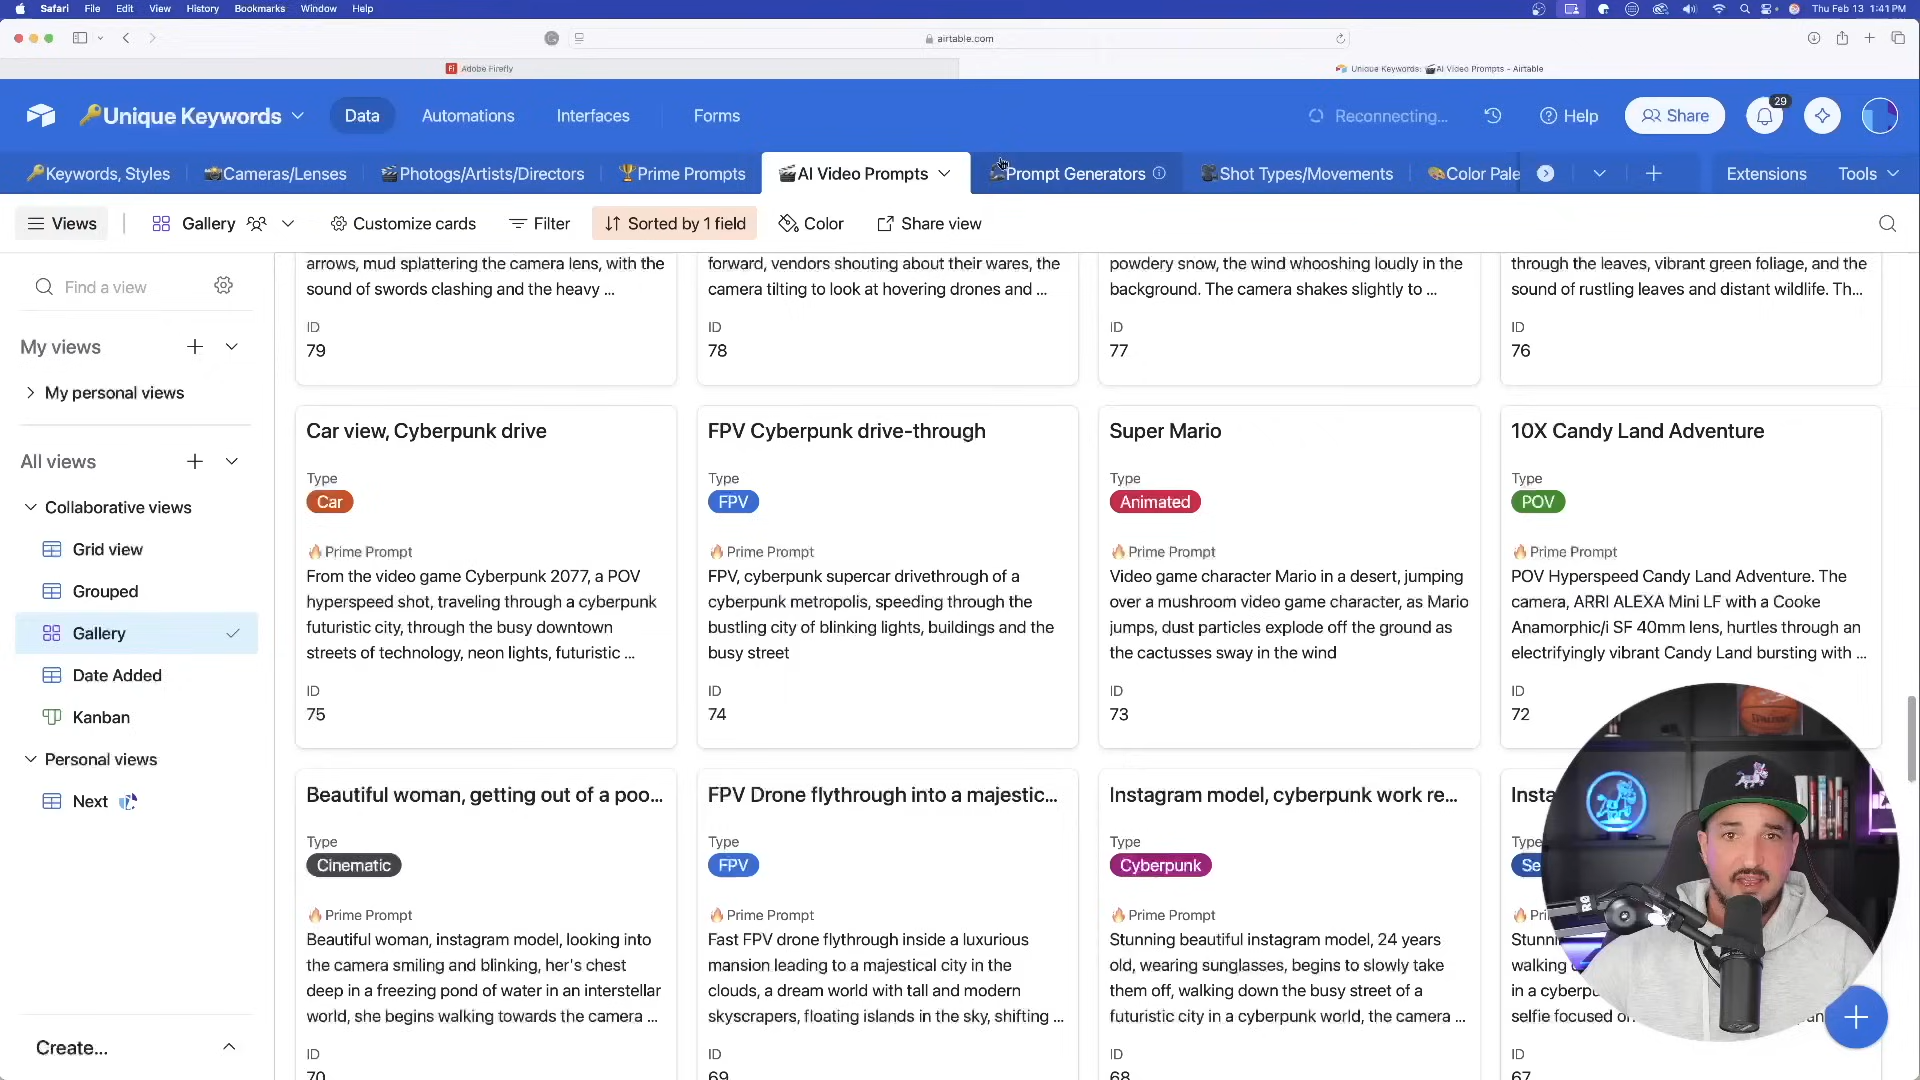 Safari File Edit View History Bookmarks Window Help
Thu Feb 13 1:41 PM
airtable.com
Adobe Firefly
Unique Keywords: AI Video Prompts - Airtable
Unique Keywords
Data
Automations
Interfaces
Forms
Reconnecting...
Help
Share
29
Keywords, Styles
Cameras/Lenses
Photogs/Artists/Directors
Prime Prompts
AI Video Prompts
Prompt Generators
Shot Types/Movements
Color Pale
Extensions
Tools
Views
Gallery
Customize cards
Filter
Sorted by 1 field
Color
Share view
Find a view
My views
My personal views
All views
Collaborative views
Grid view
Grouped
Gallery
Date Added
Kanban
Personal views
Next
Create...
arrows, mud splattering the camera lens, with the
sound of swords clashing and the heavy ...
ID
79
forward, vendors shouting about their wares, the
camera tilting to look at hovering drones and ...
ID
78
powdery snow, the wind whooshing loudly in the
background. The camera shakes slightly to ...
ID
77
through the leaves, vibrant green foliage, and the
sound of rustling leaves and distant wildlife. Th...
ID
76
Car view, Cyberpunk drive
Type
Car
Prime Prompt
From the video game Cyberpunk 2077, a POV
hyperspeed shot, traveling through a cyberpunk
futuristic city, through the busy downtown
streets of technology, neon lights, futuristic ...
ID
75
FPV Cyberpunk drive-through
Type
FPV
Prime Prompt
FPV, cyberpunk supercar drivethrough of a
cyberpunk metropolis, speeding through the
bustling city of blinking lights, buildings and the
busy street
ID
74
Super Mario
Type
Animated
Prime Prompt
Video game character Mario in a desert, jumping
over a mushroom video game character, as Mario
jumps, dust particles explode off the ground as
the cactusses sway in the wind
ID
73
10X Candy Land Adventure
Type
POV
Prime Prompt
POV Hyperspeed Candy Land Adventure. The
camera, ARRI ALEXA Mini LF with a Cooke
Anamorphic/i SF 40mm lens, hurtles through an
electrifyingly vibrant Candy Land bursting with ...
ID
72
Beautiful woman, getting out of a poo...
Type
Cinematic
Prime Prompt
Beautiful woman, instagram model, looking into
the camera smiling and blinking, her's chest
deep in a freezing pond of water in an interstellar
world, she begins walking towards the camera ...
ID
70
FPV Drone flythrough into a majestic...
Type
FPV
Prime Prompt
Fast FPV drone flythrough inside a luxurious
mansion leading to a majestical city in the
clouds, a dream world with tall and modern
skyscrapers, floating islands in the sky, shifting ...
ID
69
Instagram model, cyberpunk work re...
Type
Cyberpunk
Prime Prompt
Stunning beautiful instagram model, 24 years
old, wearing sunglasses, begins to slowly take
them off, walking down the busy street of a
futuristic city in a cyberpunk world, the camera ...
ID
68
Insta
Type
Se
Pri
Stunn
walking
in a cyberp
selfie focused
ID
67
SPALDING